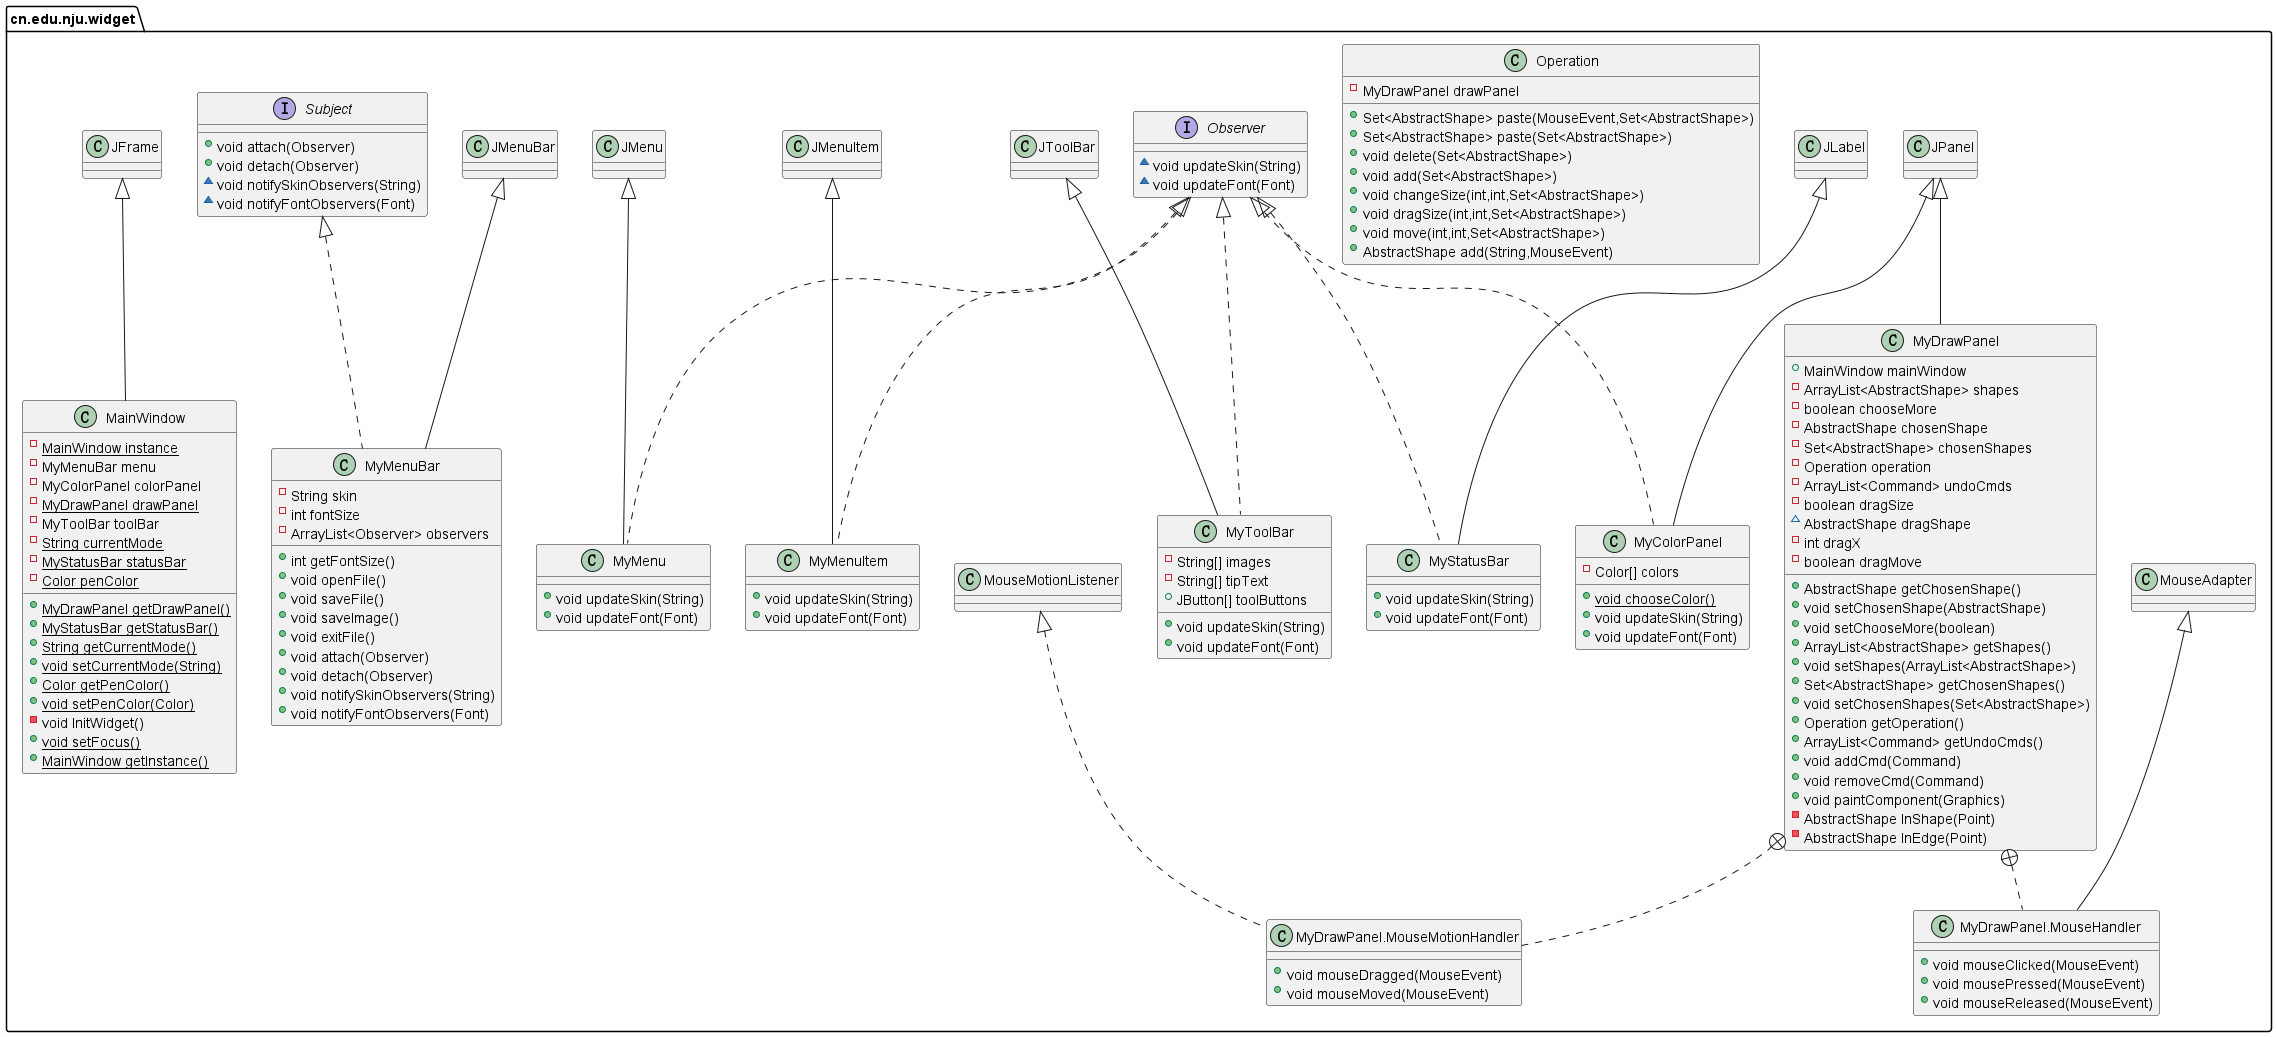 cn.edu.nju.widget
C Operation
MyDrawPanel drawPanel
Set<AbstractShape> paste(MouseEvent,Set<AbstractShape>)
Set<AbstractShape> paste(Set<AbstractShape>)
void delete(Set<AbstractShape>)
void add(Set<AbstractShape>)
void changeSize(int,int,Set<AbstractShape>)
void dragSize(int,int,Set<AbstractShape>)
void move(int,int,Set<AbstractShape>)
AbstractShape add(String,MouseEvent)
C JFrame
I Subject
void attach(Observer)
void detach(Observer)
void notifySkinObservers(String)
void notifyFontObservers(Font)
C JMenuBar
C JMenu
C JMenuItem
C JToolBar
I Observer
void updateSkin(String)
void updateFont(Font)
C JLabel
C JPanel
C MainWindow
MainWindow instance
MyMenuBar menu
MyColorPanel colorPanel
MyDrawPanel drawPanel
MyToolBar toolBar
String currentMode
MyStatusBar statusBar
Color penColor
MyDrawPanel getDrawPanel()
MyStatusBar getStatusBar()
String getCurrentMode()
void setCurrentMode(String)
Color getPenColor()
void setPenColor(Color)
void InitWidget()
void setFocus()
MainWindow getInstance()
C MyMenuBar
String skin
int fontSize
ArrayList<Observer> observers
int getFontSize()
void openFile()
void saveFile()
void saveImage()
void exitFile()
void attach(Observer)
void detach(Observer)
void notifySkinObservers(String)
void notifyFontObservers(Font)
C MyMenu
void updateSkin(String)
void updateFont(Font)
C MyMenuItem
void updateSkin(String)
void updateFont(Font)
C MouseMotionListener
C MyToolBar
String[] images
String[] tipText
JButton[] toolButtons
void updateSkin(String)
void updateFont(Font)
C MyStatusBar
void updateSkin(String)
void updateFont(Font)
C MyColorPanel
Color[] colors
void chooseColor()
void updateSkin(String)
void updateFont(Font)
C MyDrawPanel
MainWindow mainWindow
ArrayList<AbstractShape> shapes
boolean chooseMore
AbstractShape chosenShape
Set<AbstractShape> chosenShapes
Operation operation
ArrayList<Command> undoCmds
boolean dragSize
AbstractShape dragShape
int dragX
boolean dragMove
AbstractShape getChosenShape()
void setChosenShape(AbstractShape)
void setChooseMore(boolean)
ArrayList<AbstractShape> getShapes()
void setShapes(ArrayList<AbstractShape>)
Set<AbstractShape> getChosenShapes()
void setChosenShapes(Set<AbstractShape>)
Operation getOperation()
ArrayList<Command> getUndoCmds()
void addCmd(Command)
void removeCmd(Command)
void paintComponent(Graphics)
AbstractShape InShape(Point)
AbstractShape InEdge(Point)
C MouseAdapter
C MyDrawPanel.MouseMotionHandler
void mouseDragged(MouseEvent)
void mouseMoved(MouseEvent)
C MyDrawPanel.MouseHandler
void mouseClicked(MouseEvent)
void mousePressed(MouseEvent)
void mouseReleased(MouseEvent)